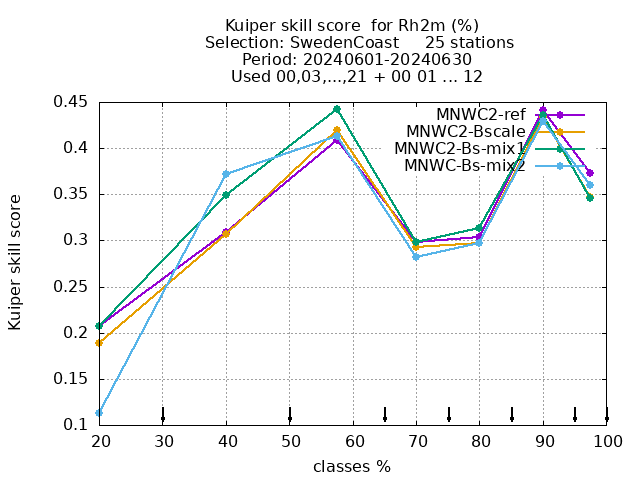 Kuiper skill score  for Rh2m (%)
Selection: SwedenCoast     25 stations
Period: 20240601-20240630
Used 00,03,...,21 + 00 01 ... 12
0.45
0.4
0.35
0.3
0.25
0.2
0.15
0.1
Kuiper skill score
MNWC2-ref
MNWC2-Bscale
MNWC2-Bs-mix1
MNWC-Bs-mix2
20 30 40 50 60 70 80 90 100
classes %